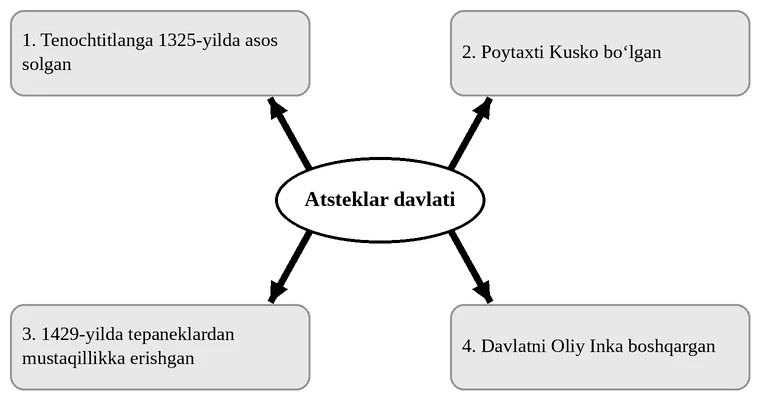 1. Tenochtitlanga 1325-yilda asos
solgan
2. Poytaxti Kusko bo‘lgan
Atsteklar davlati
3. 1429-yilda tepaneklardan
mustaqillikka erishgan
4. Davlatni Oliy Inka boshqargan